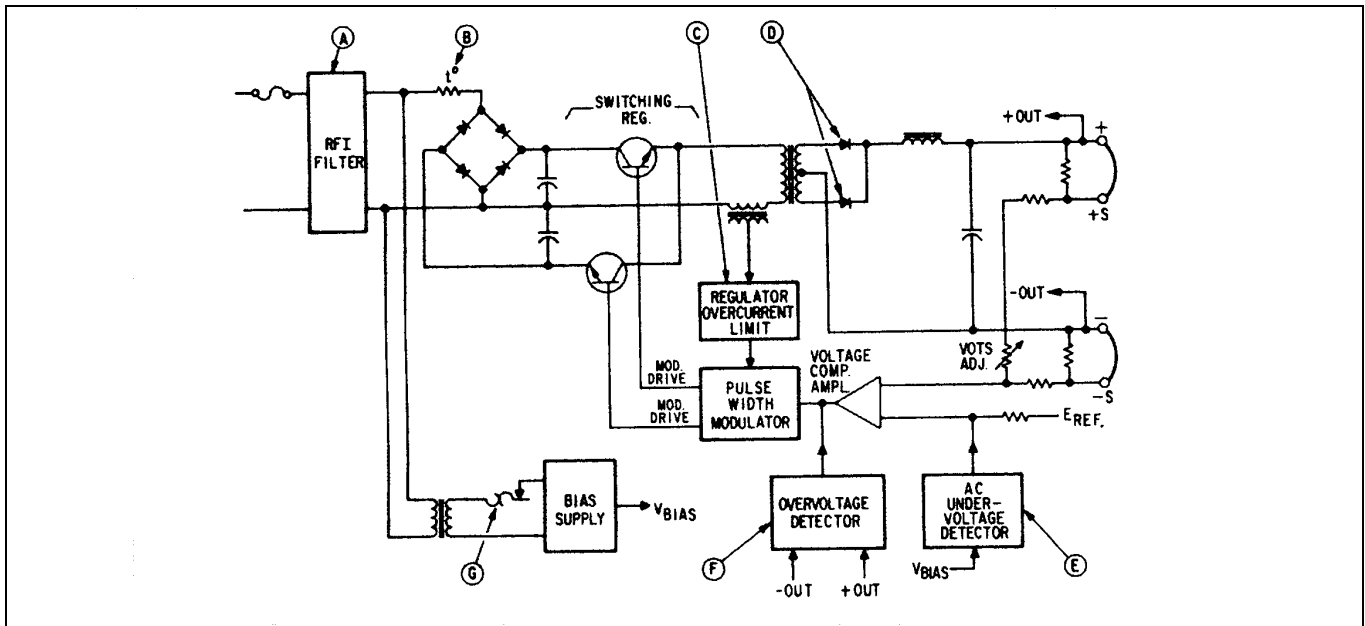 A
B
C
D
t°
SWITCHING
REG.
+OUT
+
RFI
FILTER
+S
REGULATOR
OVERCURRENT
LIMIT
-OUT
−
VOLTAGE
COMP.
AMPL.
VOTS
ADJ.
MOD.
DRIVE
MOD.
DRIVE
PULSE
WIDTH
MODULATOR
-S
EREF.
BIAS
SUPPLY
VBIAS
OVERVOLTAGE
DETECTOR
AC
UNDER-
VOLTAGE
DETECTOR
G
F
E
VBIAS
-OUT +OUT